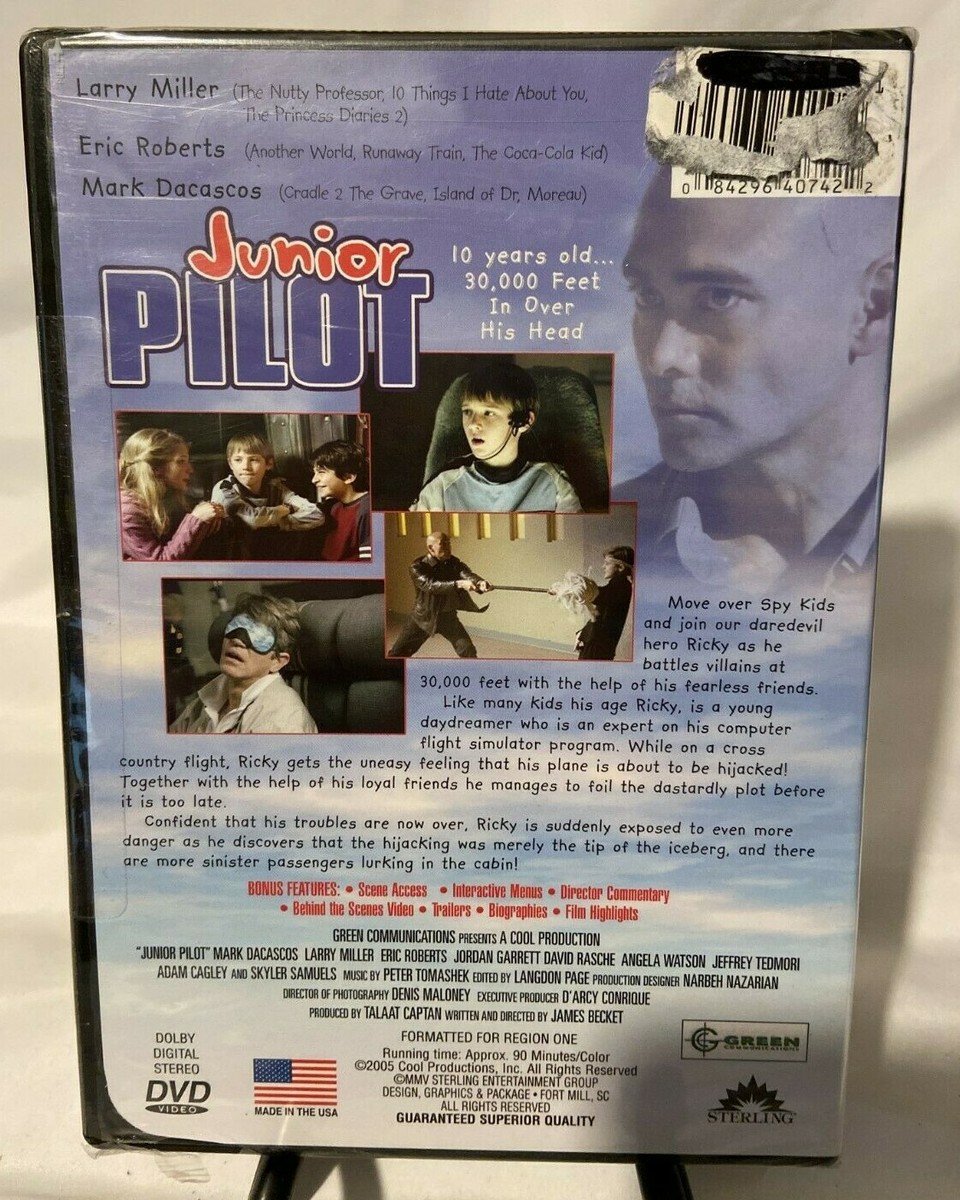 Larry Miller (The Nutty Professor, 10 Things I Hate About You,
The Princess Diaries 2)
Eric Roberts (Another World, Runaway Train, The Coca-Cola Kid)
Mark Dacascos (Cradle 2 The Grave, Island of Dr, Moreau)
0 84296 40742 2
Junior
PILOT
10 years old...
30,000 Feet
In Over
His Head
Move over Spy Kids
and join our daredevil
hero Ricky as he
battles villains at
30,000 feet with the help of his fearless friends.
Like many kids his age Ricky, is a young
daydreamer who is an expert on his computer
flight simulator program. While on a cross
country flight, Ricky gets the uneasy feeling that his plane is about to be hijacked!
Together with the help of his loyal friends he manages to foil the dastardly plot before
it is too late.
Confident that his troubles are now over, Ricky is suddenly exposed to even more
danger as he discovers that the hijacking was merely the tip of the iceberg, and there
are more sinister passengers lurking in the cabin!
BONUS FEATURES: • Scene Access • Interactive Menus • Director Commentary
• Behind the Scenes Video • Trailers • Biographies • Film Highlights
GREEN COMMUNICATIONS PRESENTS A COOL PRODUCTION
"JUNIOR PILOT" MARK DACASCOS LARRY MILLER ERIC ROBERTS JORDAN GARRETT DAVID RASCHE ANGELA WATSON JEFFREY TEDMORI
ADAM CAGLEY AND SKYLER SAMUELS MUSIC BY PETER TOMASHEK EDITED BY LANGDON PAGE PRODUCTION DESIGNER NARBEH NAZARIAN
DIRECTOR OF PHOTOGRAPHY DENIS MALONEY EXECUTIVE PRODUCER D'ARCY CONRIQUE
PRODUCED BY TALAAT CAPTAN WRITTEN AND DIRECTED BY JAMES BECKET
DOLBY
DIGITAL
STEREO
DVD
VIDEO
MADE IN THE USA
FORMATTED FOR REGION ONE
Running time: Approx. 90 Minutes/Color
©2005 Cool Productions, Inc. All Rights Reserved
©MMV STERLING ENTERTAINMENT GROUP
DESIGN, GRAPHICS & PACKAGE • FORT MILL, SC
ALL RIGHTS RESERVED
GUARANTEED SUPERIOR QUALITY
GREEN
COMMUNICATIONS
STERLING